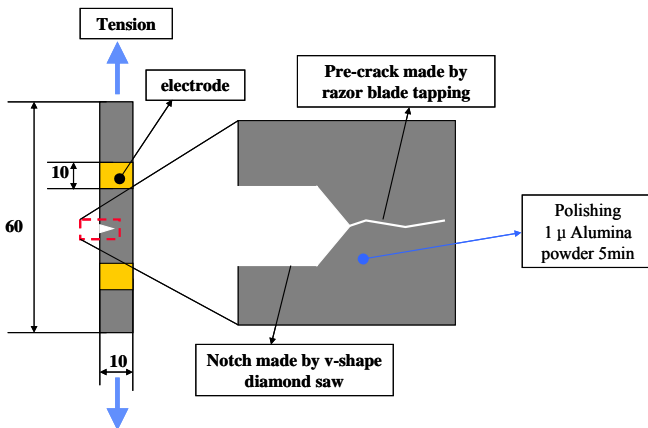 Tension
electrode
Pre-crack made by
razor blade tapping
10
60
Polishing
1 μ Alumina
powder 5min
10
Notch made by v-shape
diamond saw